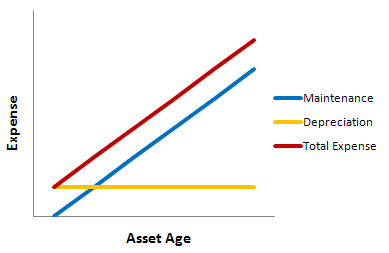 Expense
Maintenance
Depreciation
Total Expense
Asset Age